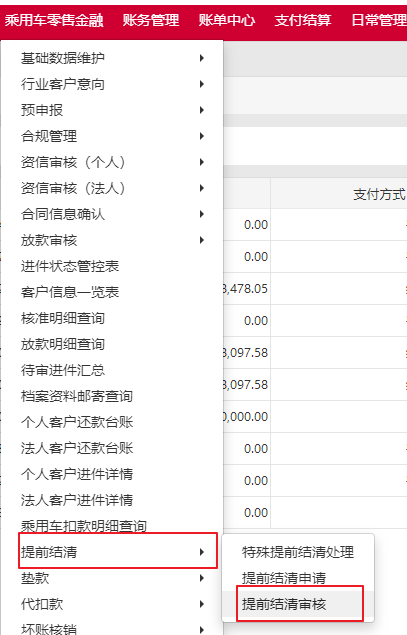 乘用车零售金融 账务管理 账单中心 支付结算 日常管理
基础数据维护
行业客户意向
预申报
合规管理
资信审核（个人）
资信审核（法人）
合同信息确认
支付方式
放款审核
0.00
进件状态管控表
0.00
客户信息一览表
3,478.05
核准明细查询
0.00
放款明细查询
3,097.58
待审进件汇总
3,097.58
档案资料邮寄查询
0,000.00
个人客户还款台账
法人客户还款台账
0.00
个人客户进件详情
0.00
法人客户进件详情
0.00
乘用车扣款明细查询
提前结清
特殊提前结清处理
垫款
提前结清申请
代扣款
提前结清审核
坏账核销